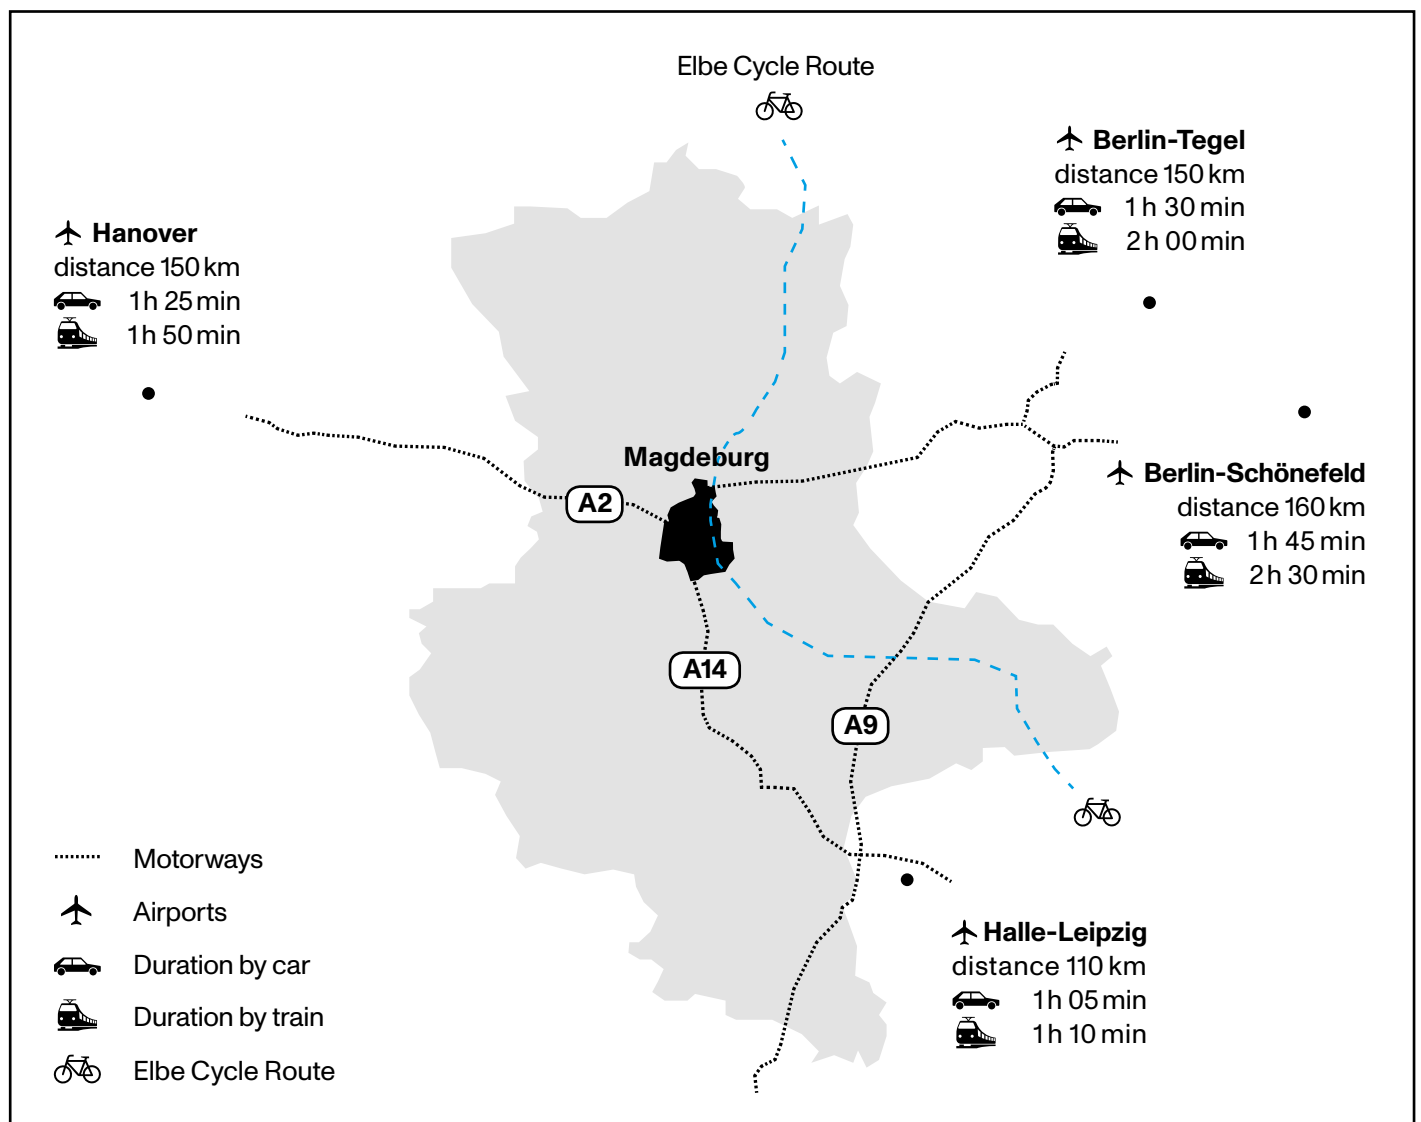 Elbe Cycle Route
Berlin-Tegel
distance 150 km
1 h 30 min
2 h 00 min
Hanover
distance 150 km
1 h 25 min
1 h 50 min
Magdeburg
A2
Berlin-Schönefeld
distance 160 km
1 h 45 min
2 h 30 min
A14
A9
Motorways
Airports
Duration by car
Duration by train
Elbe Cycle Route
Halle-Leipzig
distance 110 km
1 h 05 min
1 h 10 min